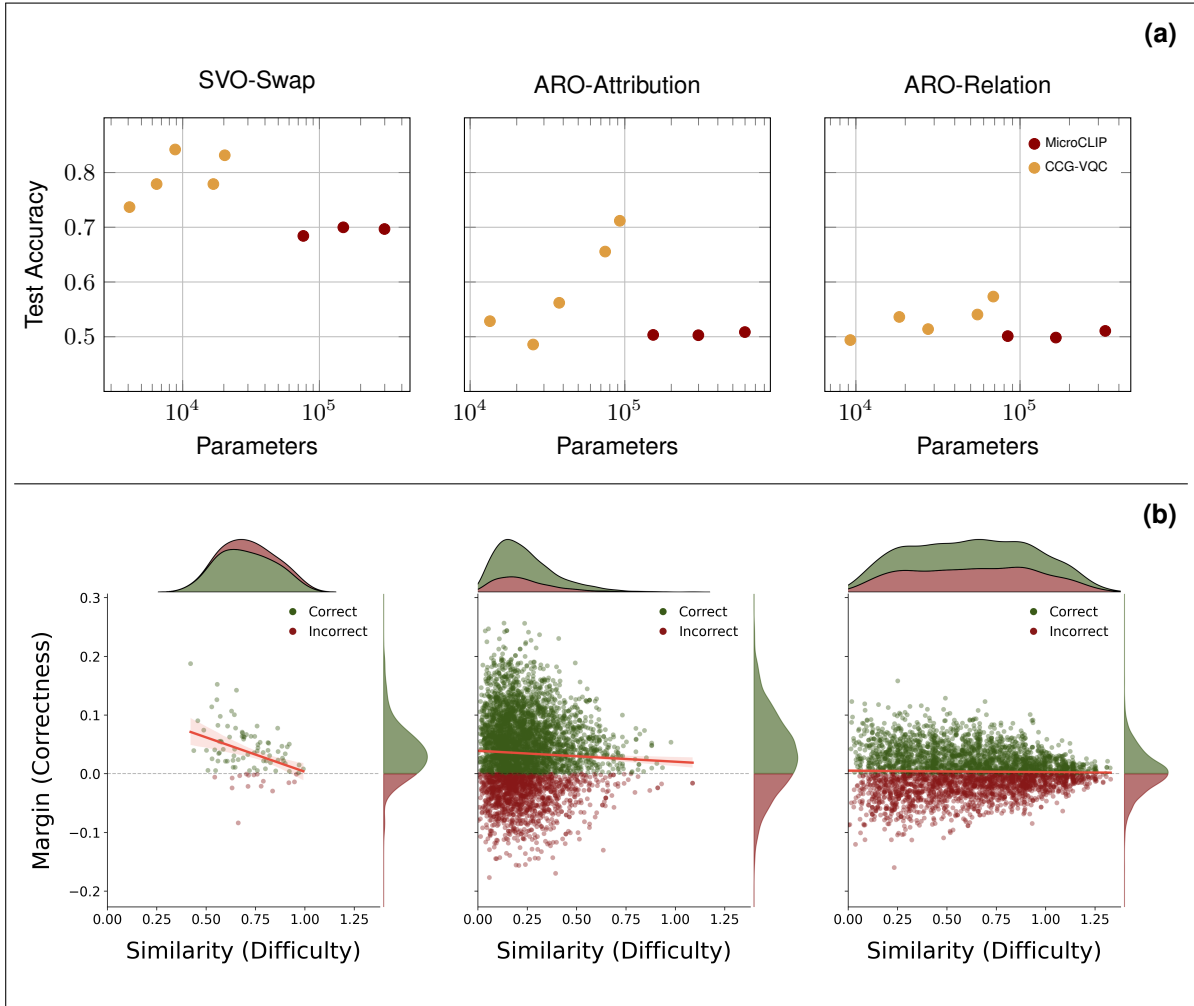 (a)
SVO-Swap
ARO-Attribution
ARO-Relation
MicroCLIP
CCG-VQC
Test Accuracy
0.8
0.7
0.6
0.5
10^4 10^5
10^4 10^5
10^4 10^5
Parameters
Parameters
Parameters
(b)
Margin (Correctness)
0.3
0.2
0.1
0.0
−0.1
−0.2
Correct
Incorrect
Correct
Incorrect
Correct
Incorrect
0.00 0.25 0.50 0.75 1.00 1.25
0.00 0.25 0.50 0.75 1.00 1.25
0.00 0.25 0.50 0.75 1.00 1.25
Similarity (Difficulty)
Similarity (Difficulty)
Similarity (Difficulty)